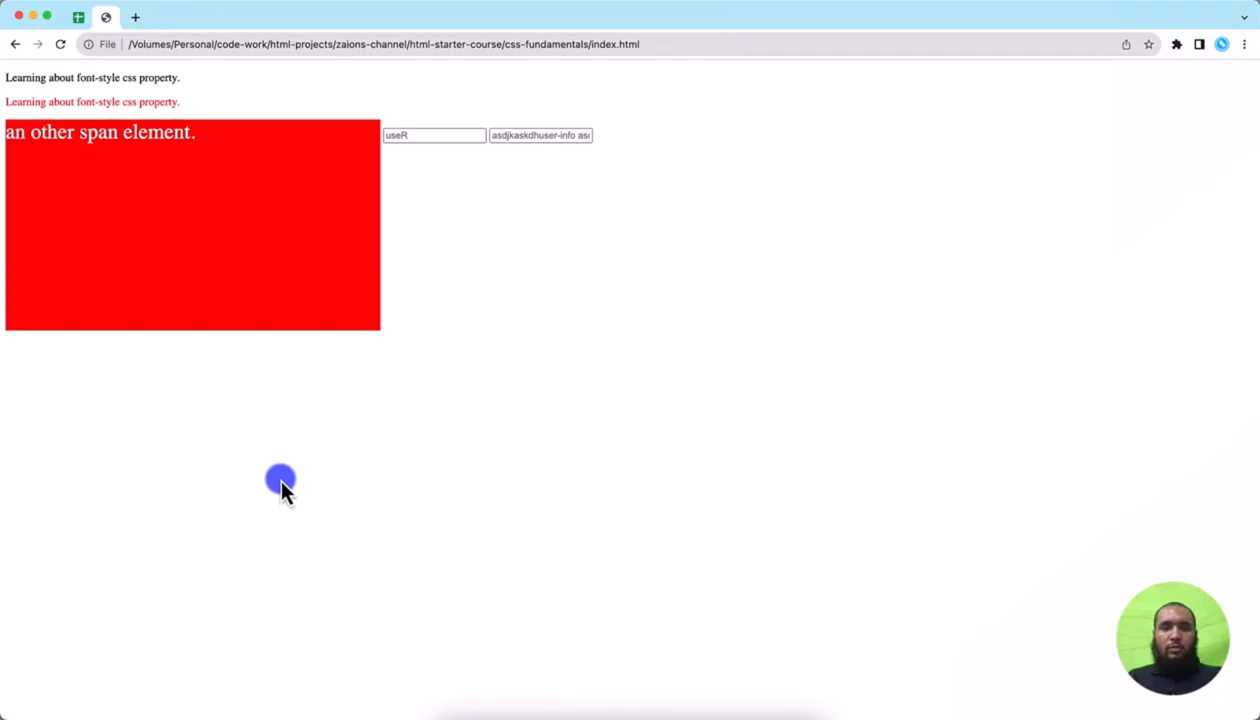 File
/Volumes/Personal/code-work/html-projects/zaions-channel/html-starter-course/css-fundamentals/index.html
Learning about font-style css property.
Learning about font-style css property.
an other span element.
useR
asdjkaskdhuser-info